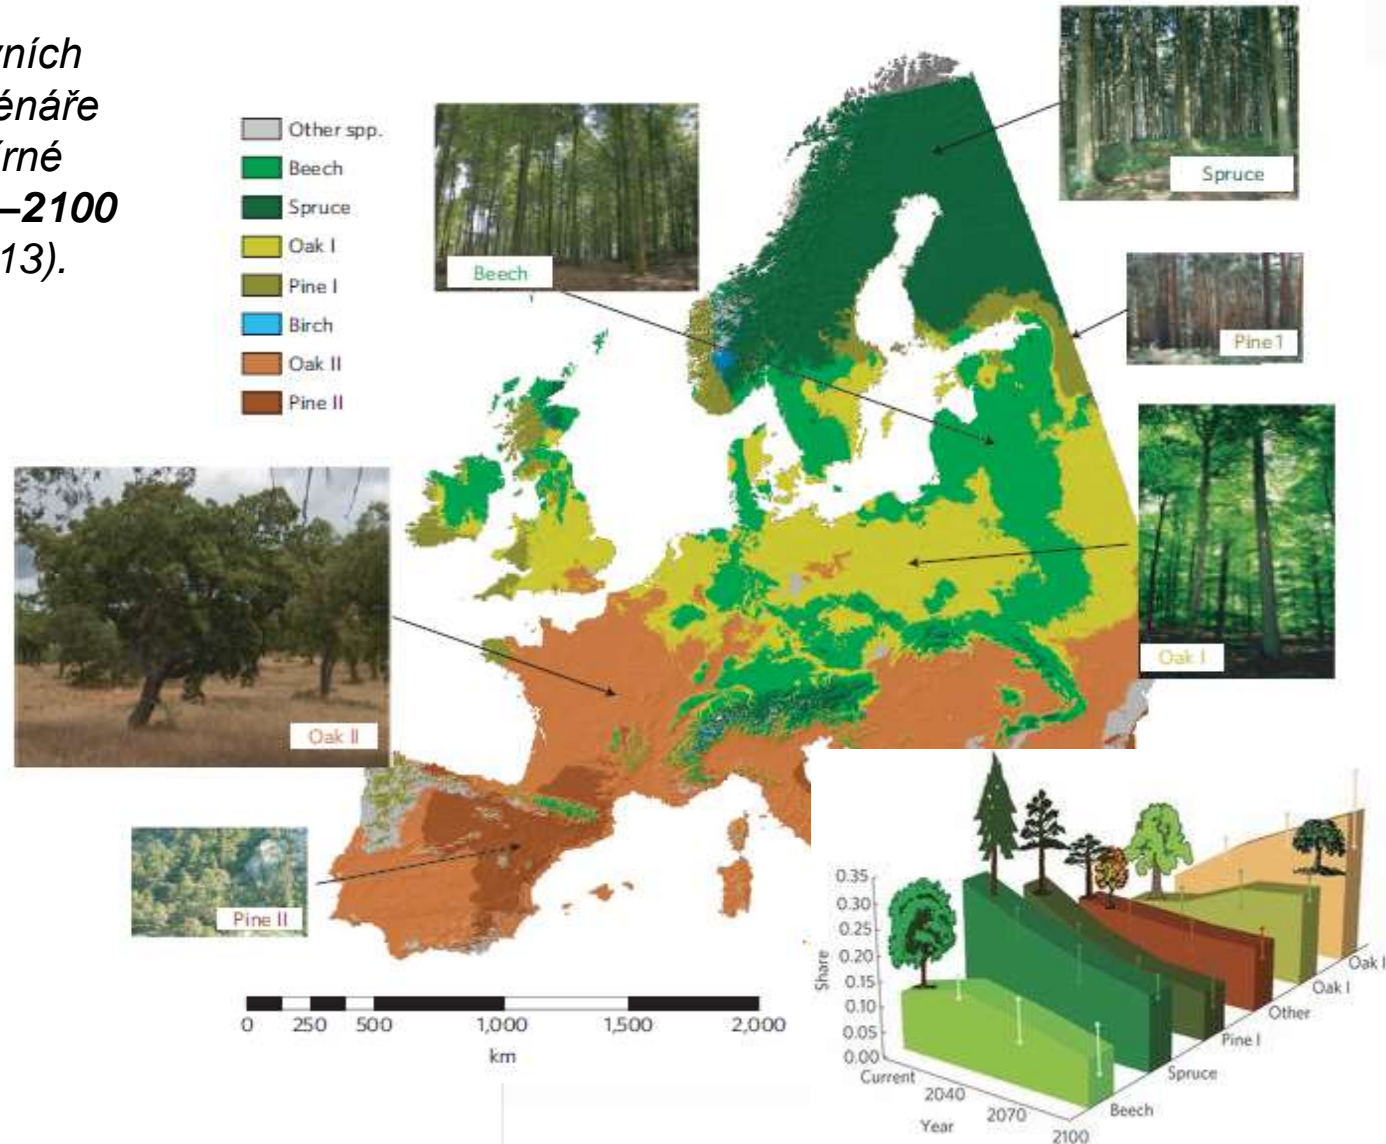 vních
énáře
írné
–2100
13).
Other spp.
Beech
Spruce
Oak I
Pine I
Birch
Oak II
Pine II
Beech
Spruce
Pine 1
Oak I
Oak II
Pine II
0 250 500 1,000 1,500 2,000
km
0.35
0.30
0.25
0.20
0.15
0.10
0.05
0.00
Share
Current
2040
2070
2100
Year
Beech
Spruce
Pine I
Other
Oak I
Oak I